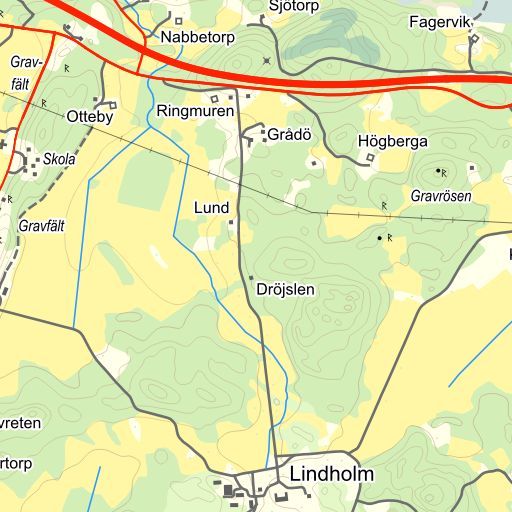 Sjötorp
Fagervik
Nabbetorp
Grav-
fält
Otteby
Ringmuren
Grådö
Högberga
Skola
Gravrösen
Lund
Gravfält
Dröjslen
vreten
rtorp
Lindholm